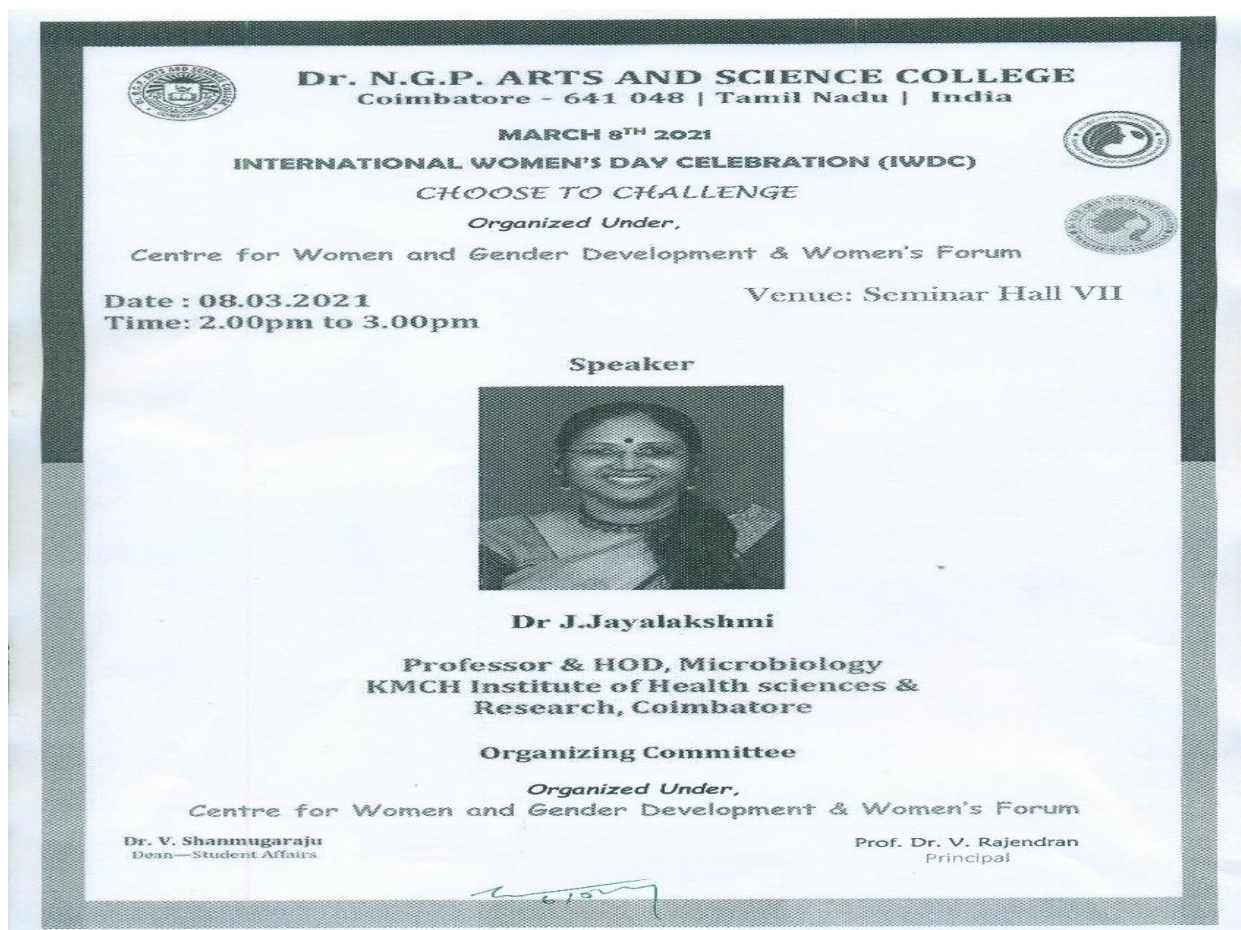 Dr. N.G.P. ARTS AND SCIENCE COLLEGE
Coimbatore - 641 048 | Tamil Nadu | India
MARCH 8TH 2021
INTERNATIONAL WOMEN'S DAY CELEBRATION (IWDC)
CHOOSE TO CHALLENGE
Organized Under,
Centre for Women and Gender Development & Women's Forum
Date : 08.03.2021
Venue: Seminar Hall VII
Time: 2.00pm to 3.00pm
Speaker
Dr J.Jayalakshmi
Professor & HOD, Microbiology
KMCH Institute of Health sciences &
Research, Coimbatore
Organizing Committee
Organized Under,
Centre for Women and Gender Development & Women's Forum
Dr. V. Shanmugaraju
Dean—Student Affairs
Prof. Dr. V. Rajendran
Principal